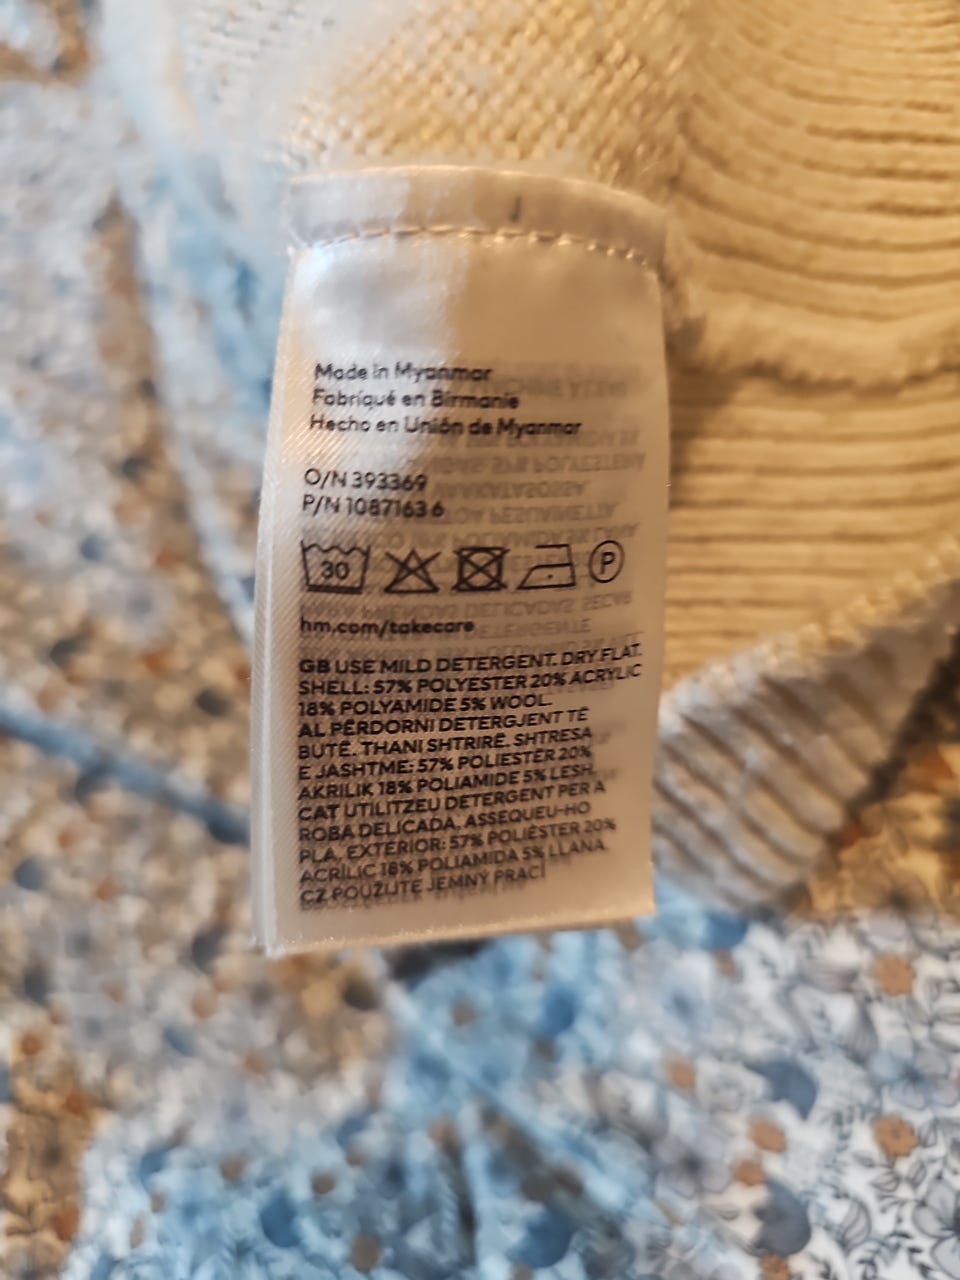 Made in Myanmar
Fabriqué en Birmanie
Hecho en Unión de Myanmar
O/N 393369
P/N 1087163 6
30 P
hm.com/takecare
GB USE MILD DETERGENT. DRY FLAT.
SHELL: 57% POLYESTER 20% ACRYLIC
18% POLYAMIDE 5% WOOL.
AL PËRDORNI DETERGJENT TË
BUTË. THANI SHTRIRË. SHTRESA
E JASHTME: 57% POLIESTER 20%
AKRILIK 18% POLIAMIDE 5% LESH.
CAT UTILITZEU DETERGENT PER A
ROBA DELICADA. ASSEQUEU-HO
PLA. EXTERIOR: 57% POLIÈSTER 20%
ACRÍLIC 18% POLIAMIDA 5% LLANA.
CZ POUŽIJTE JEMNÝ PRACÍ